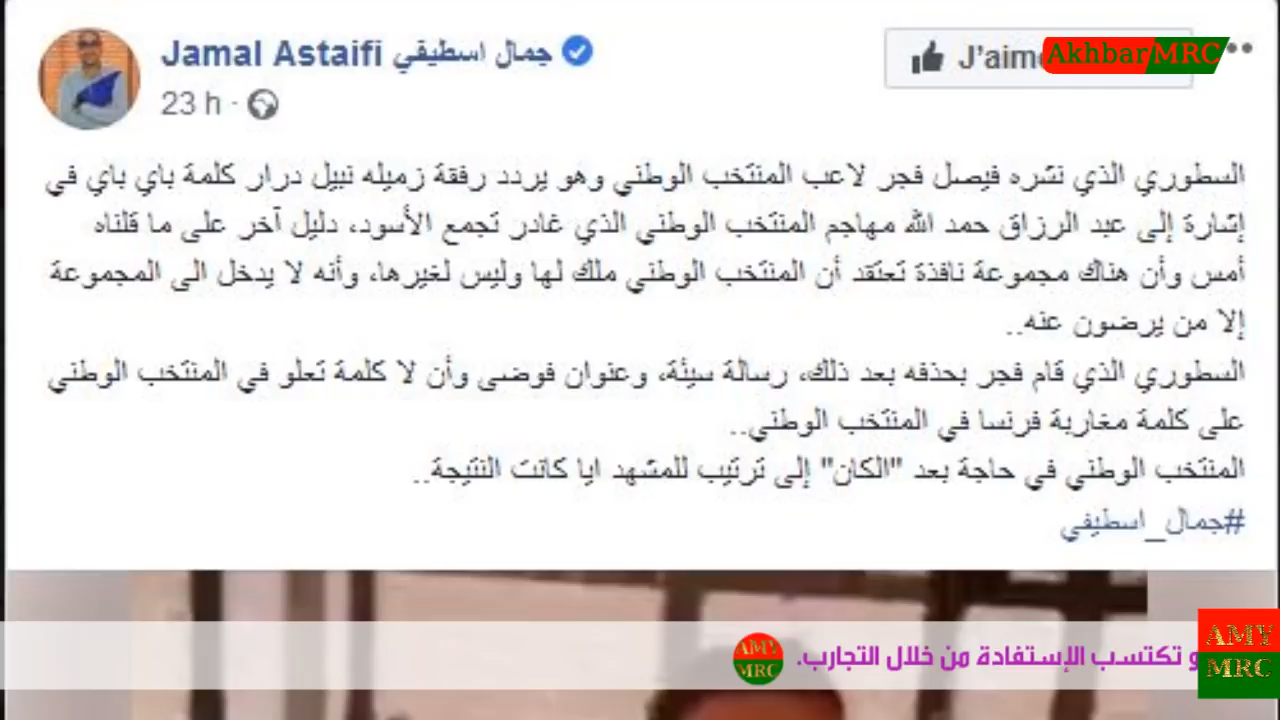 Jamal Astaifi جمال اسطيفي
J'aime
AkhbarMRC
23 h ·
السطوري الذي نشره فيصل فجر لاعب المنتخب الوطني وهو يردد رفقة زميله نبيل درار كلمة باي باي في
إشارة إلى عبد الرزاق حمد الله مهاجم المنتخب الوطني الذي غادر تجمع الأسود، دليل آخر على ما قلناه
أمس وأن هناك مجموعة نافذة تعتقد أن المنتخب الوطني ملك لها وليس لغيرها، وأنه لا يدخل الى المجموعة
إلا من يرضون عنه..
السطوري الذي قام فجر بحذفه بعد ذلك، رسالة سيئة، وعنوان فوضى وأن لا كلمة تعلو في المنتخب الوطني
على كلمة مغاربة فرنسا في المنتخب الوطني..
المنتخب الوطني في حاجة بعد "الكان" إلى ترتيب للمشهد ايا كانت النتيجة..
#جمال_اسطيفي
و تكتسب الإستفادة من خلال التجارب.
AMY
MRC
AMY
MRC